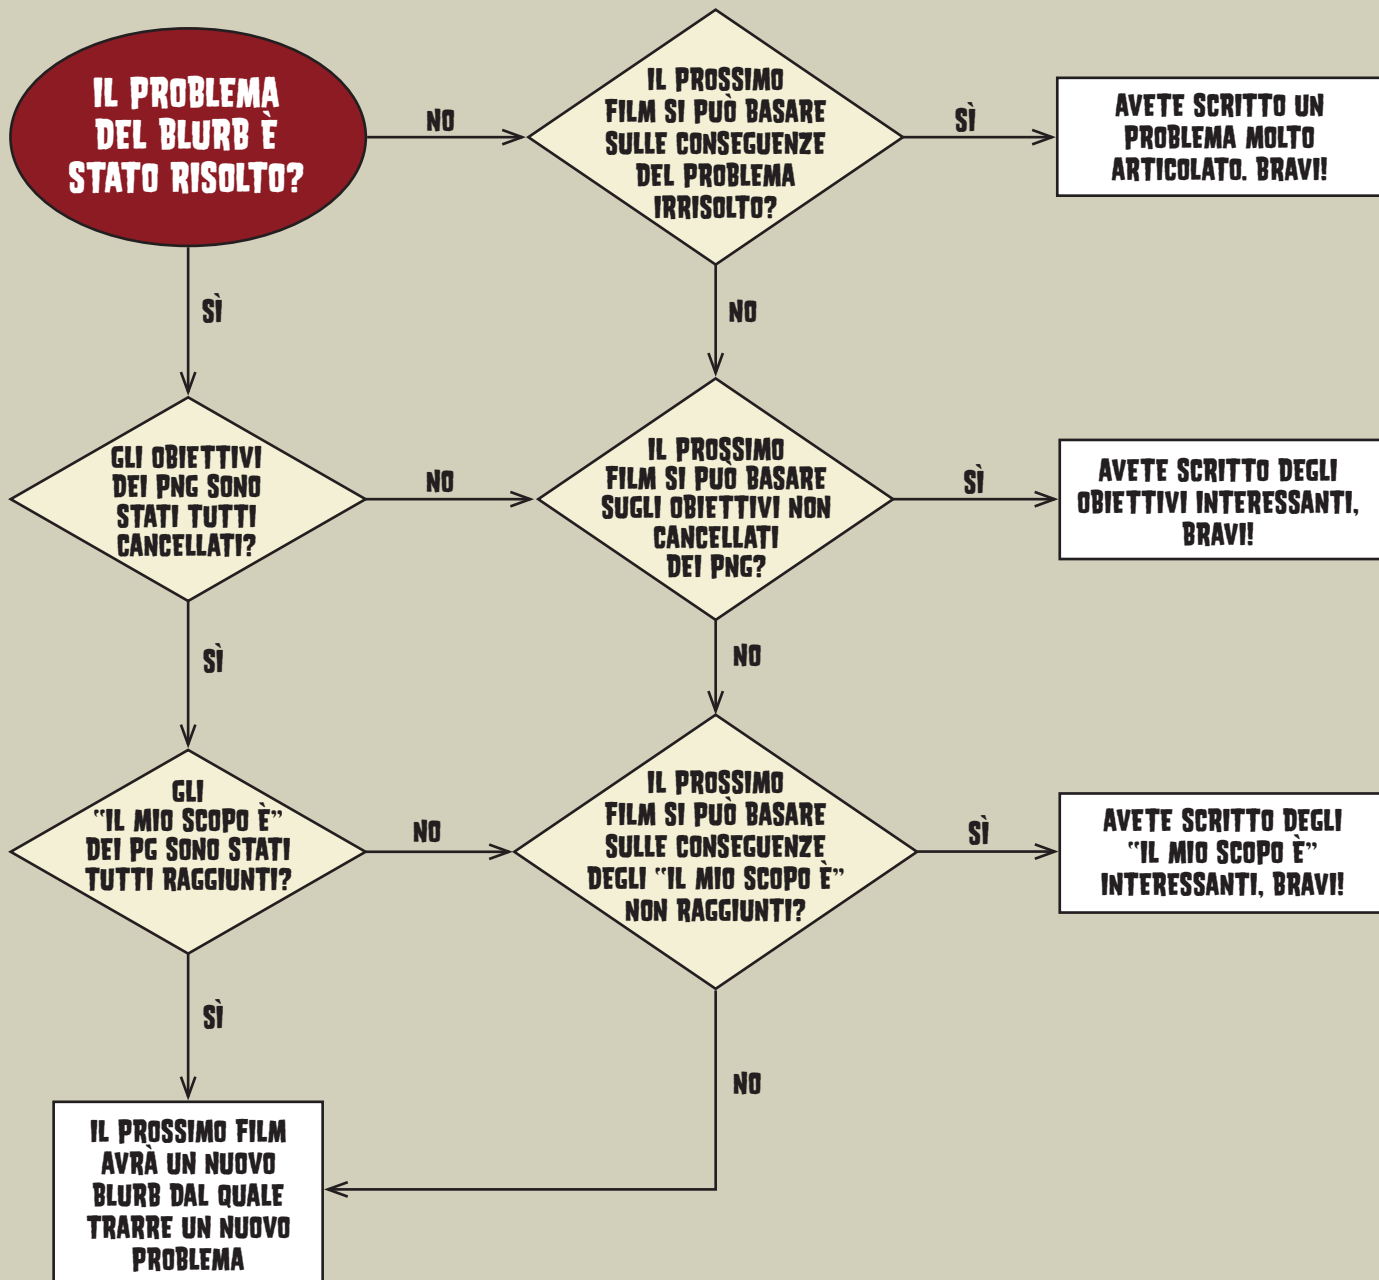 IL PROBLEMA
DEL BLURB È
STATO RISOLTO?
NO
IL PROSSIMO
FILM SI PUÒ BASARE
SULLE CONSEGUENZE
DEL PROBLEMA
IRRISOLTO?
SÌ
AVETE SCRITTO UN
PROBLEMA MOLTO
ARTICOLATO. BRAVI!
SÌ
NO
GLI OBIETTIVI
DEI PNG SONO
STATI TUTTI
CANCELLATI?
NO
IL PROSSIMO
FILM SI PUÒ BASARE
SUGLI OBIETTIVI NON
CANCELLATI
DEI PNG?
SÌ
AVETE SCRITTO DEGLI
OBIETTIVI INTERESSANTI,
BRAVI!
SÌ
NO
GLI
“IL MIO SCOPO È”
DEI PG SONO STATI
TUTTI RAGGIUNTI?
NO
IL PROSSIMO
FILM SI PUÒ BASARE
SULLE CONSEGUENZE
DEGLI “IL MIO SCOPO È”
NON RAGGIUNTI?
SÌ
AVETE SCRITTO DEGLI
“IL MIO SCOPO È”
INTERESSANTI, BRAVI!
SÌ
NO
IL PROSSIMO FILM
AVRÀ UN NUOVO
BLURB DAL QUALE
TRARRE UN NUOVO
PROBLEMA